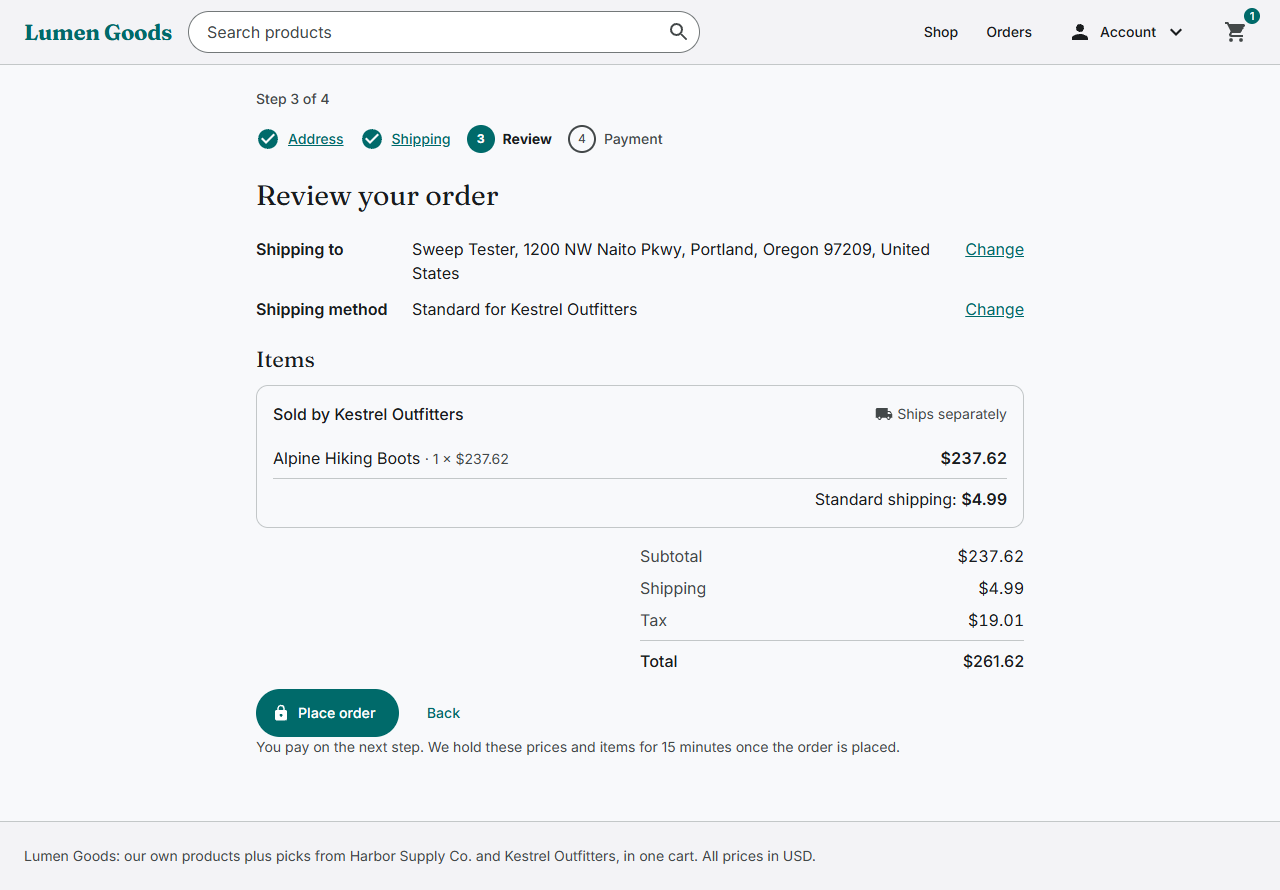 Lumen Goods
Search products
Shop
Orders
Account
1
Step 3 of 4
Address
Shipping
3 Review
4 Payment
Review your order
Shipping to
Sweep Tester, 1200 NW Naito Pkwy, Portland, Oregon 97209, United
States
Change
Shipping method
Standard for Kestrel Outfitters
Change
Items
Sold by Kestrel Outfitters
Ships separately
Alpine Hiking Boots · 1 × $237.62
$237.62
Standard shipping: $4.99
Subtotal $237.62
Shipping $4.99
Tax $19.01
Total $261.62
Place order
Back
You pay on the next step. We hold these prices and items for 15 minutes once the order is placed.
Lumen Goods: our own products plus picks from Harbor Supply Co. and Kestrel Outfitters, in one cart. All prices in USD.